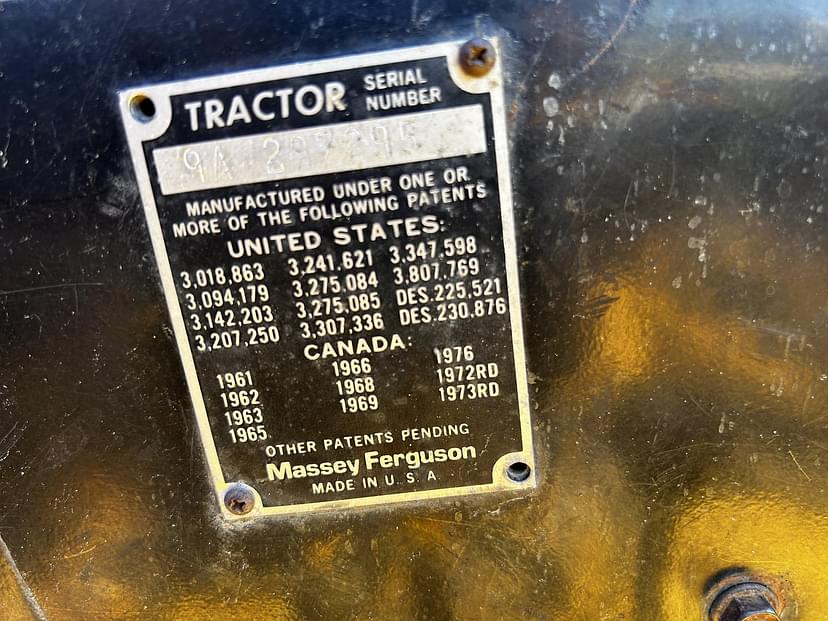 TRACTOR SERIAL NUMBER
MANUFACTURED UNDER ONE OR
MORE OF THE FOLLOWING PATENTS
UNITED STATES:
3,018,863 3,241,621 3,347,598
3,094,179 3,275,084 3,807,769
3,142,203 3,275,085 DES.225,521
3,207,250 3,307,336 DES.230,876
CANADA:
1961 1966 1976
1962 1968 1972RD
1963 1969 1973RD
1965
OTHER PATENTS PENDING
Massey Ferguson
MADE IN U.S.A